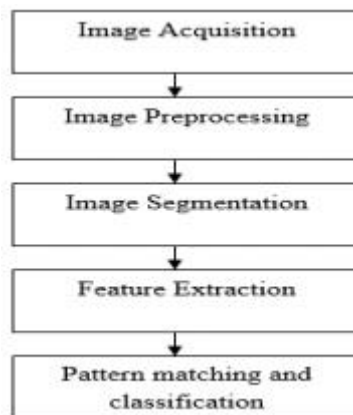 Image Acquisition
Image Preprocessing
Image Segmentation
Feature Extraction
Pattern matching and
classification